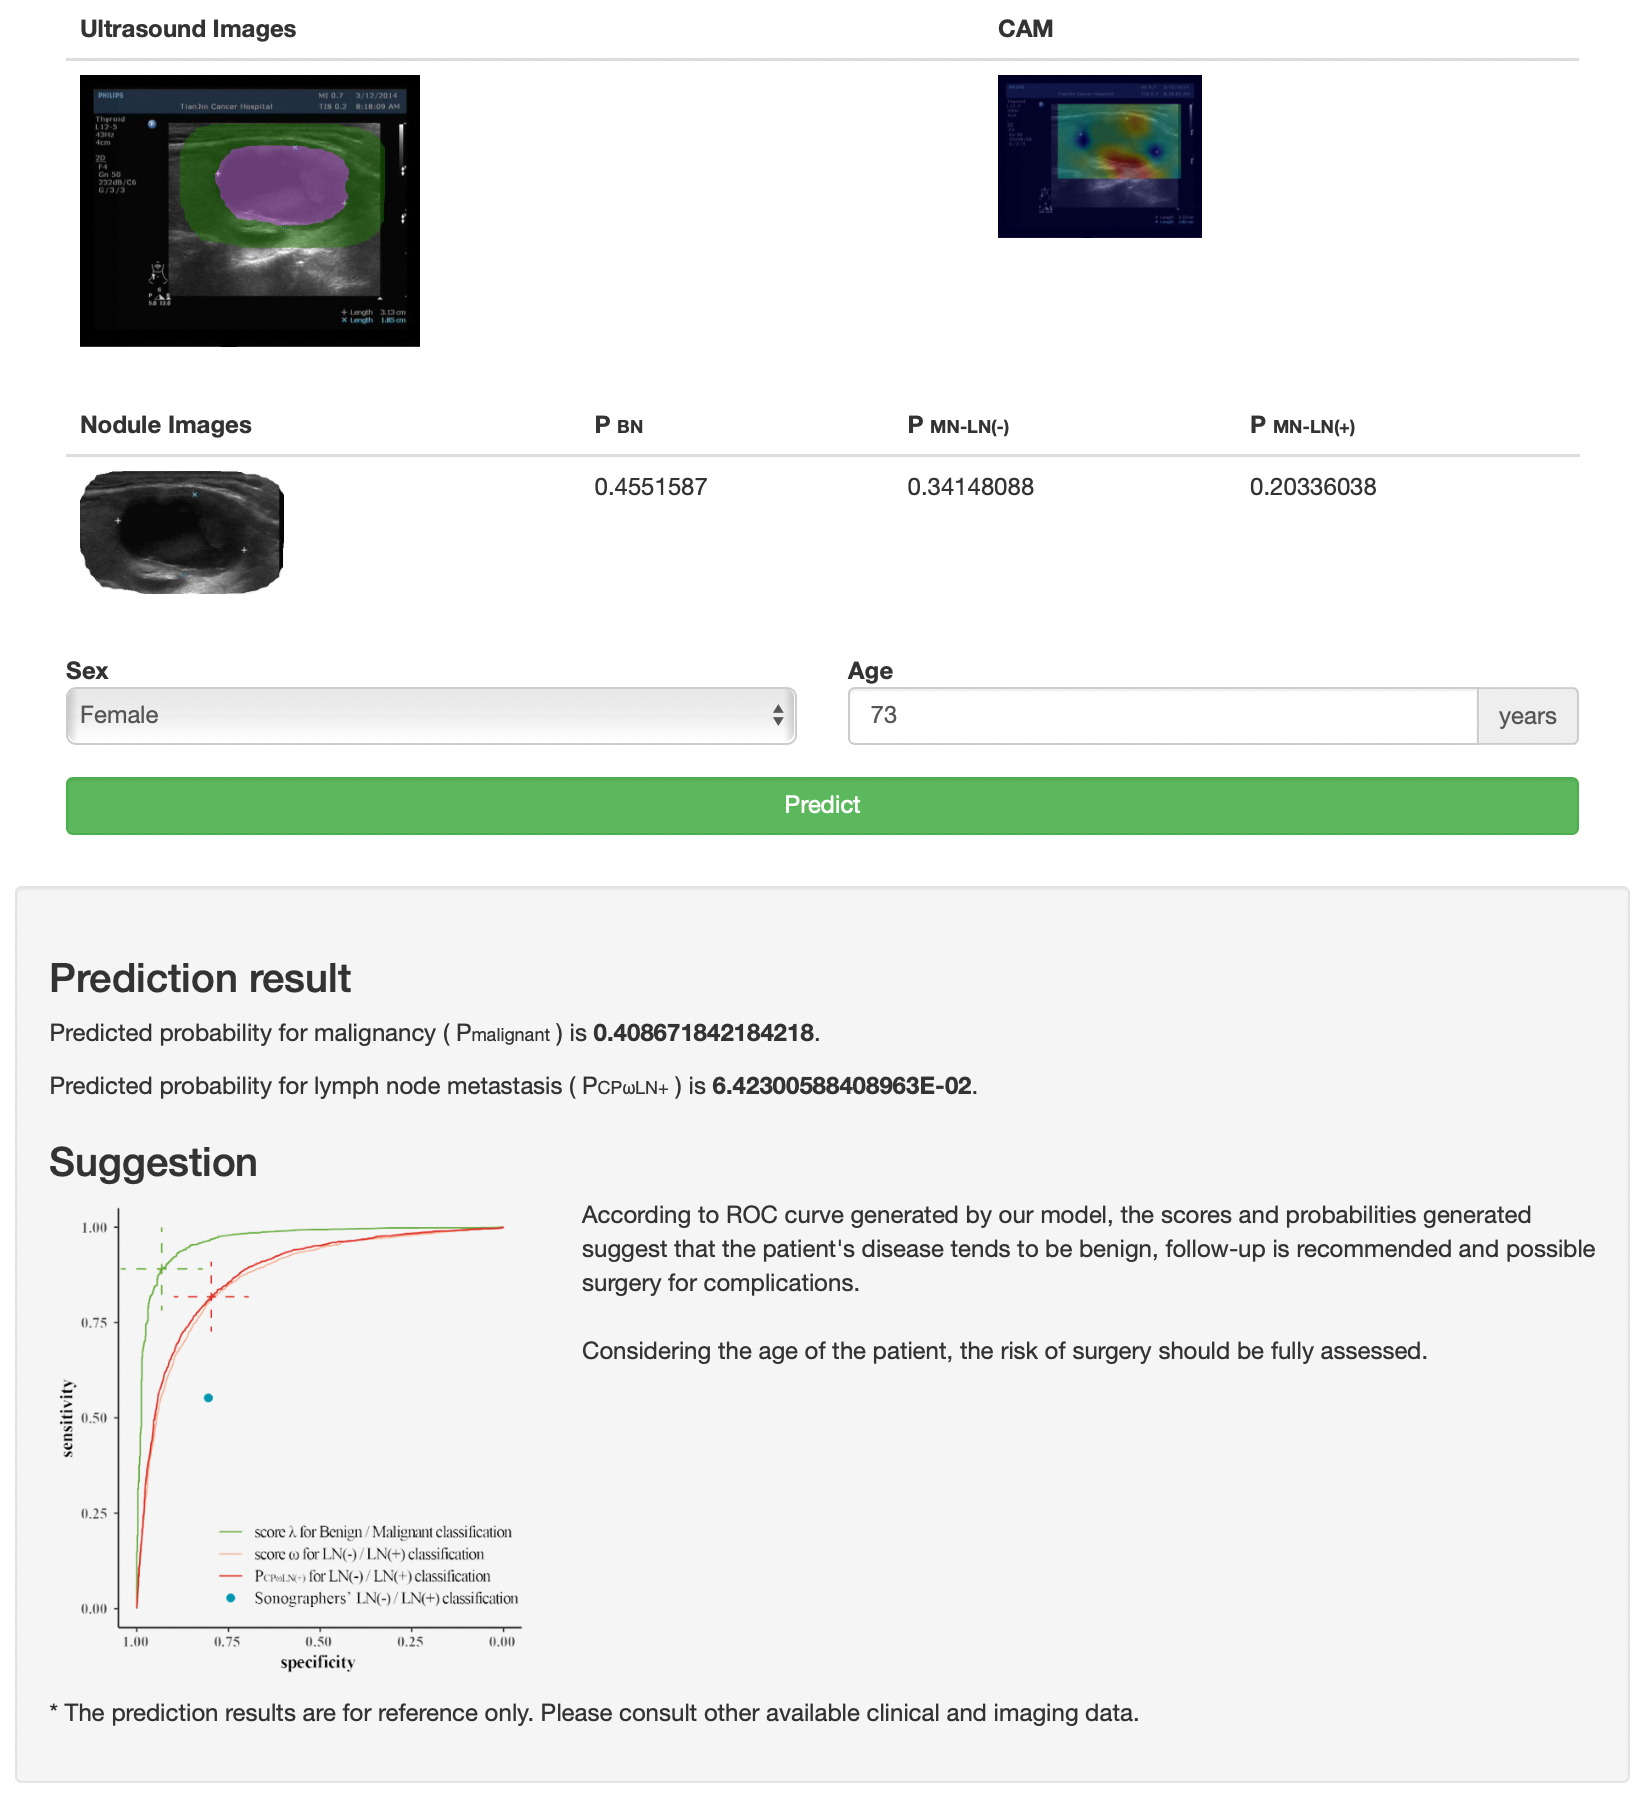 Ultrasound Images
CAM
PHILIPS
TianJin Cancer Hospital
MI 0.7 3/12/2014
TIS 0.2 8:18:09 AM
Thyroid
L12-5
43Hz
4cm
2D
F4
Gn 50
232dB/C6
G/3/3
+ Length 3.13 cm
× Length 1.85 cm
Nodule Images
P BN
P MN-LN(-)
P MN-LN(+)
0.4551587
0.34148088
0.20336038
Sex
Age
Female
73
years
Predict
Prediction result
Predicted probability for malignancy ( Pmalignant ) is 0.408671842184218.
Predicted probability for lymph node metastasis ( PCPωLN+ ) is 6.42300588408963E-02.
Suggestion
According to ROC curve generated by our model, the scores and probabilities generated
suggest that the patient's disease tends to be benign, follow-up is recommended and possible
surgery for complications.
Considering the age of the patient, the risk of surgery should be fully assessed.
1.00
0.75
0.50
0.25
0.00
sensitivity
score λ for Benign / Malignant classification
score ω for LN(-) / LN(+) classification
PCPωLN(+) for LN(-) / LN(+) classification
Sonographers' LN(-) / LN(+) classification
1.00 0.75 0.50 0.25 0.00
specificity
* The prediction results are for reference only. Please consult other available clinical and imaging data.